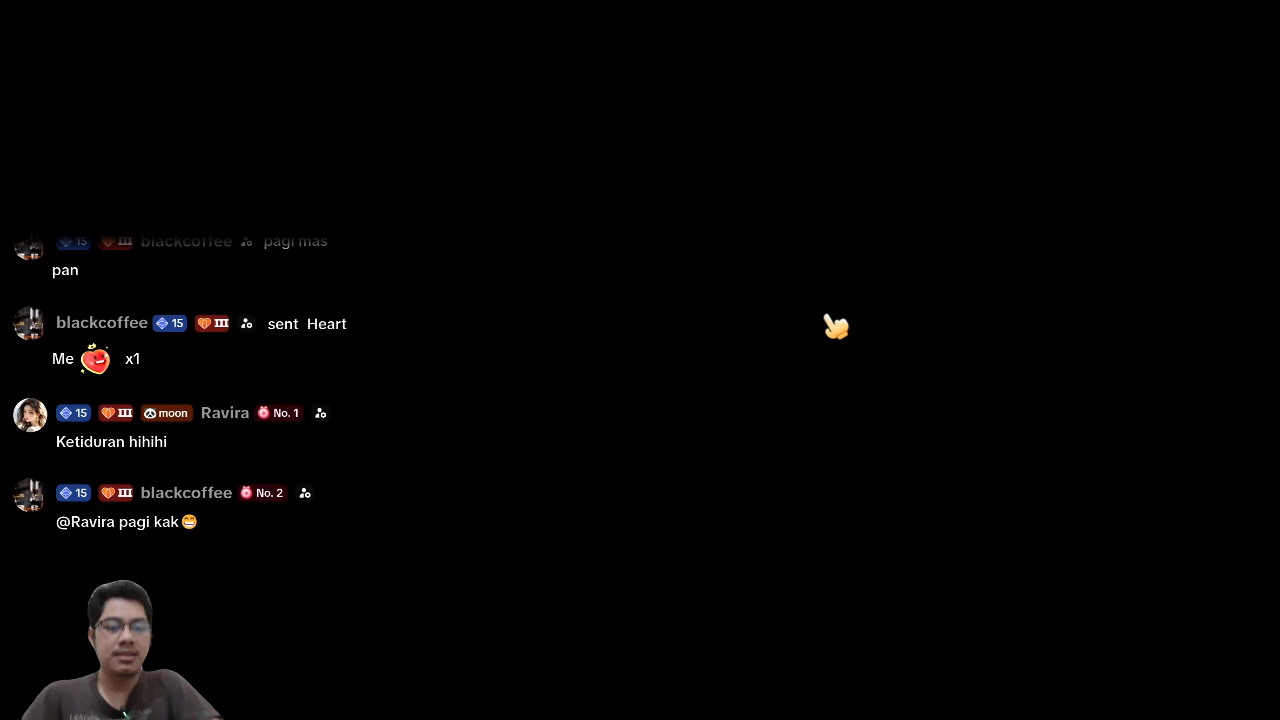 15 III blackcoffee pagi mas
pan
blackcoffee 15 III sent Heart
Me x1
15 III moon Ravira No. 1
Ketiduran hihihi
15 III blackcoffee No. 2
@Ravira pagi kak😁